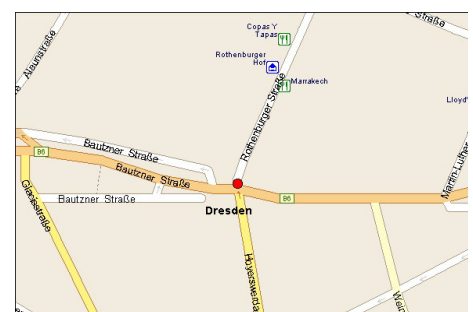 Copas Y
Tapas
Straße
Alaunstraße
Rothenburger
Hof
Marrakech
Rothenburger Straße
Lloyd'
Bautzner Straße
B6
Bautzner Straße
Martin-Luther
Glacisstraße
Bautzner Straße
B6
Dresden
Hoyerswerda